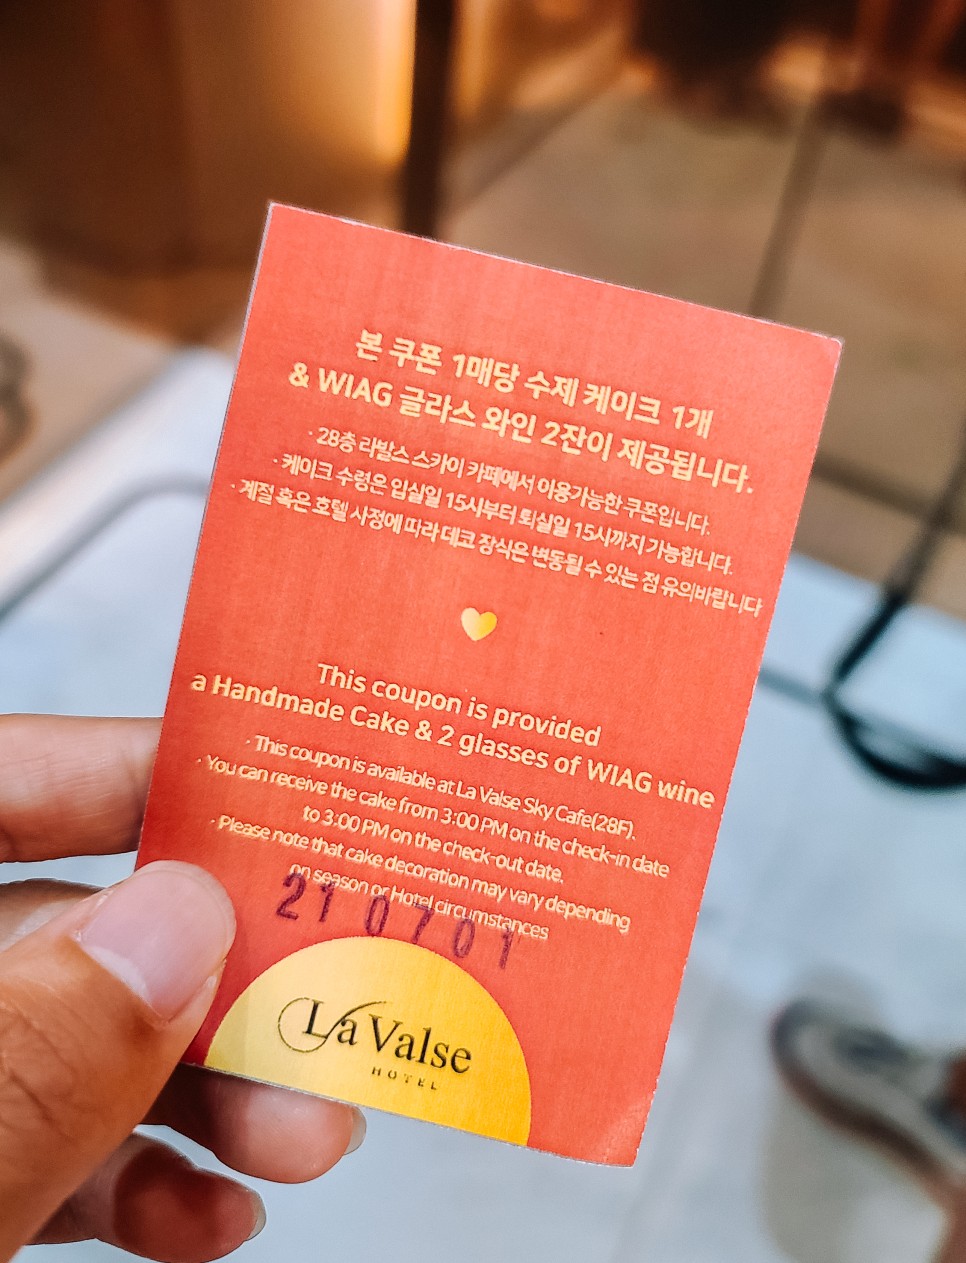 본 쿠폰 1매당 수제 케이크 1개
& WIAG 글라스 와인 2잔이 제공됩니다.
· 28층 라발스 스카이 카페에서 이용가능한 쿠폰입니다.
· 케이크 수령은 입실일 15시부터 퇴실일 15시까지 가능합니다.
· 계절 혹은 호텔 사정에 따라 데코 장식은 변동될 수 있는 점 유의바랍니다
This coupon is provided
a Handmade Cake & 2 glasses of WIAG wine
· This coupon is available at La Valse Sky Cafe(28F).
· You can receive the cake from 3:00 PM on the check-in date
to 3:00 PM on the check-out date.
· Please note that cake decoration may vary depending
on season or Hotel circumstances
21 0701
La Valse
HOTEL